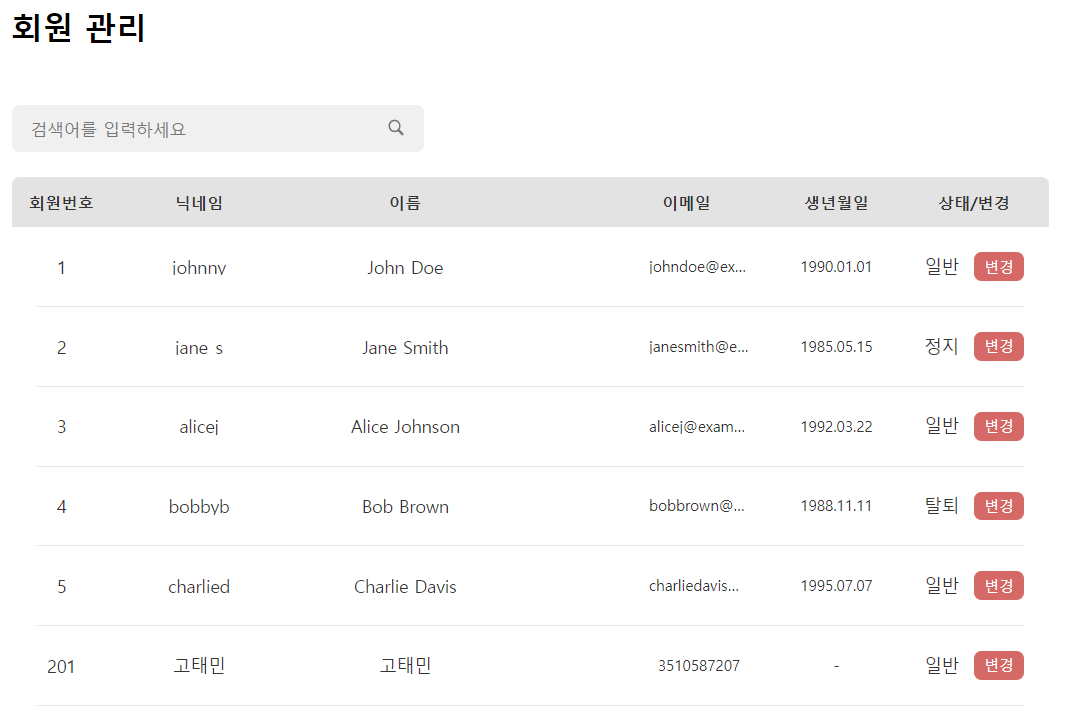 회원 관리
검색어를 입력하세요
회원번호 닉네임 이름 이메일 생년월일 상태/변경
1 johnny John Doe johndoe@ex... 1990.01.01 일반 변경
2 jane s Jane Smith janesmith@e... 1985.05.15 정지 변경
3 alicej Alice Johnson alicej@exam... 1992.03.22 일반 변경
4 bobbyb Bob Brown bobbrown@... 1988.11.11 탈퇴 변경
5 charlied Charlie Davis charliedavis... 1995.07.07 일반 변경
201 고태민 고태민 3510587207 - 일반 변경